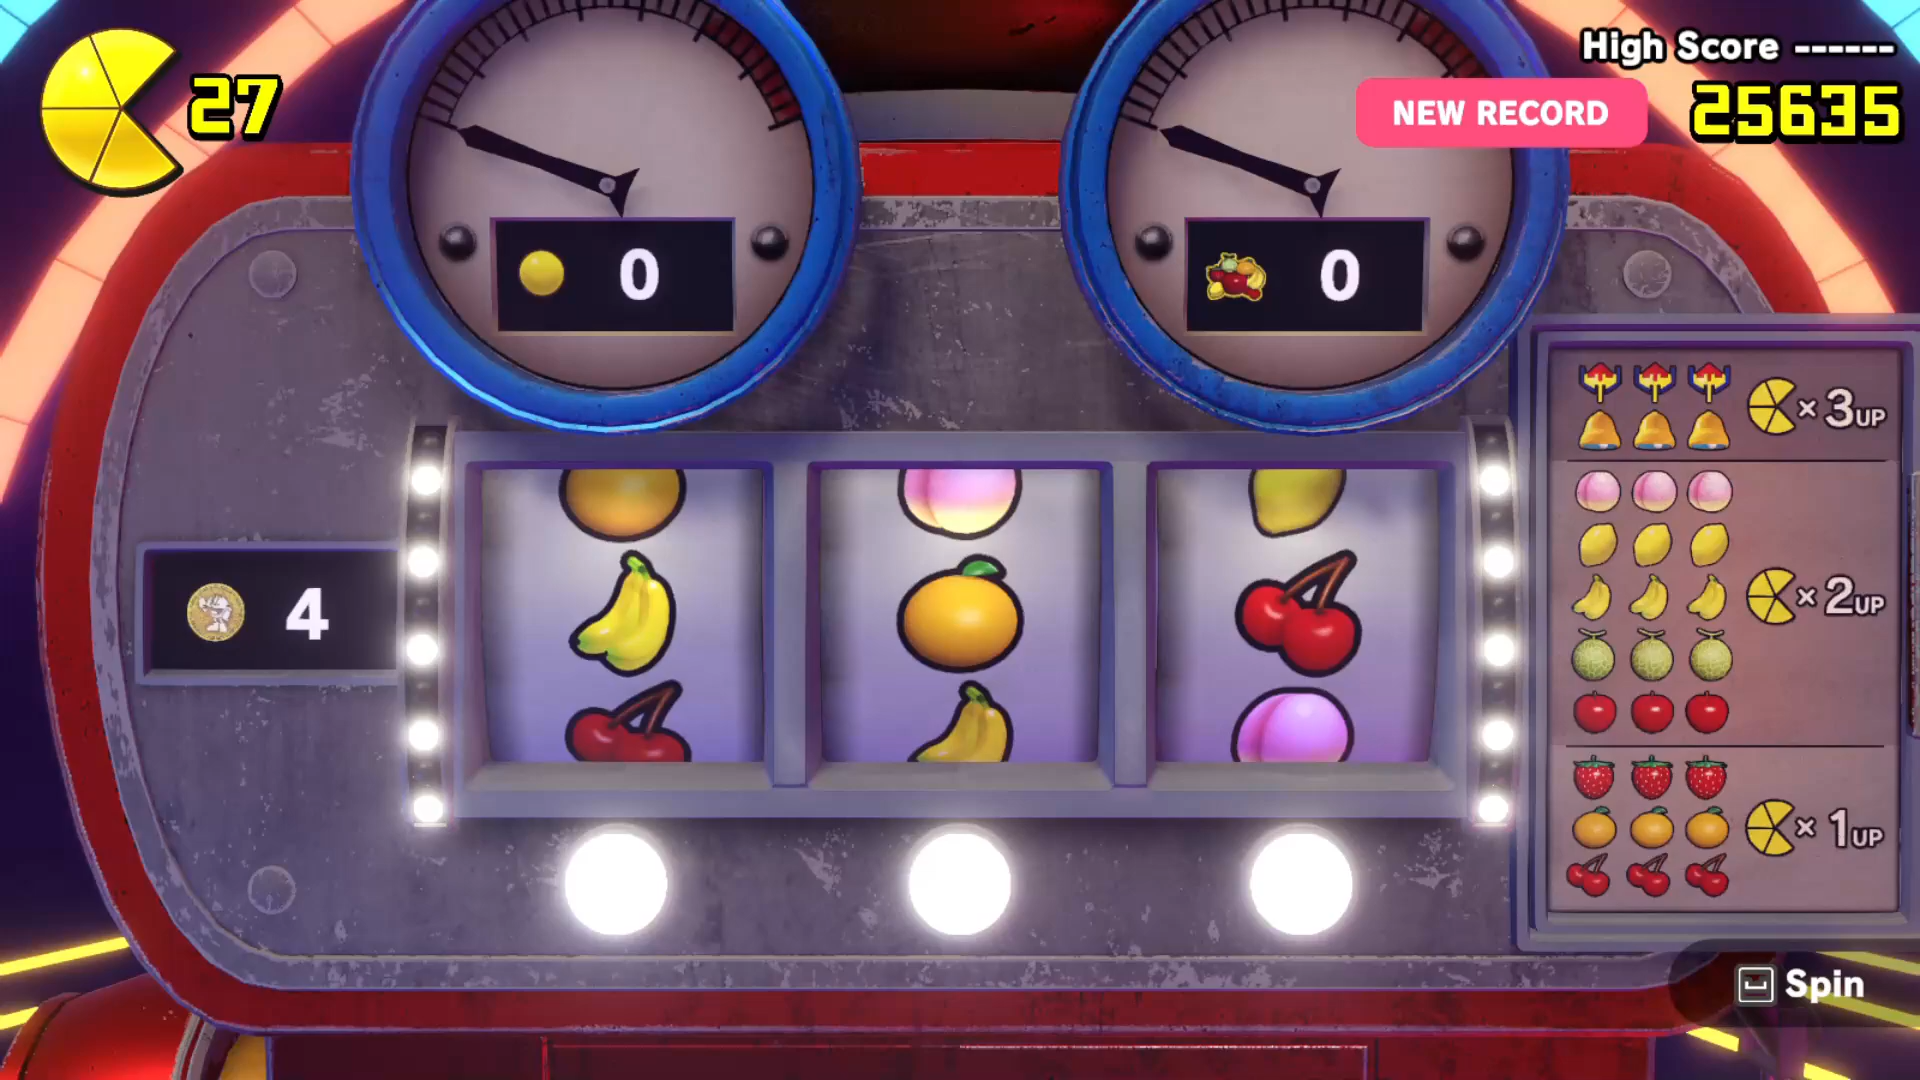 27
High Score ------
NEW RECORD
25635
0
0
4
× 3UP
× 2UP
× 1UP
Spin